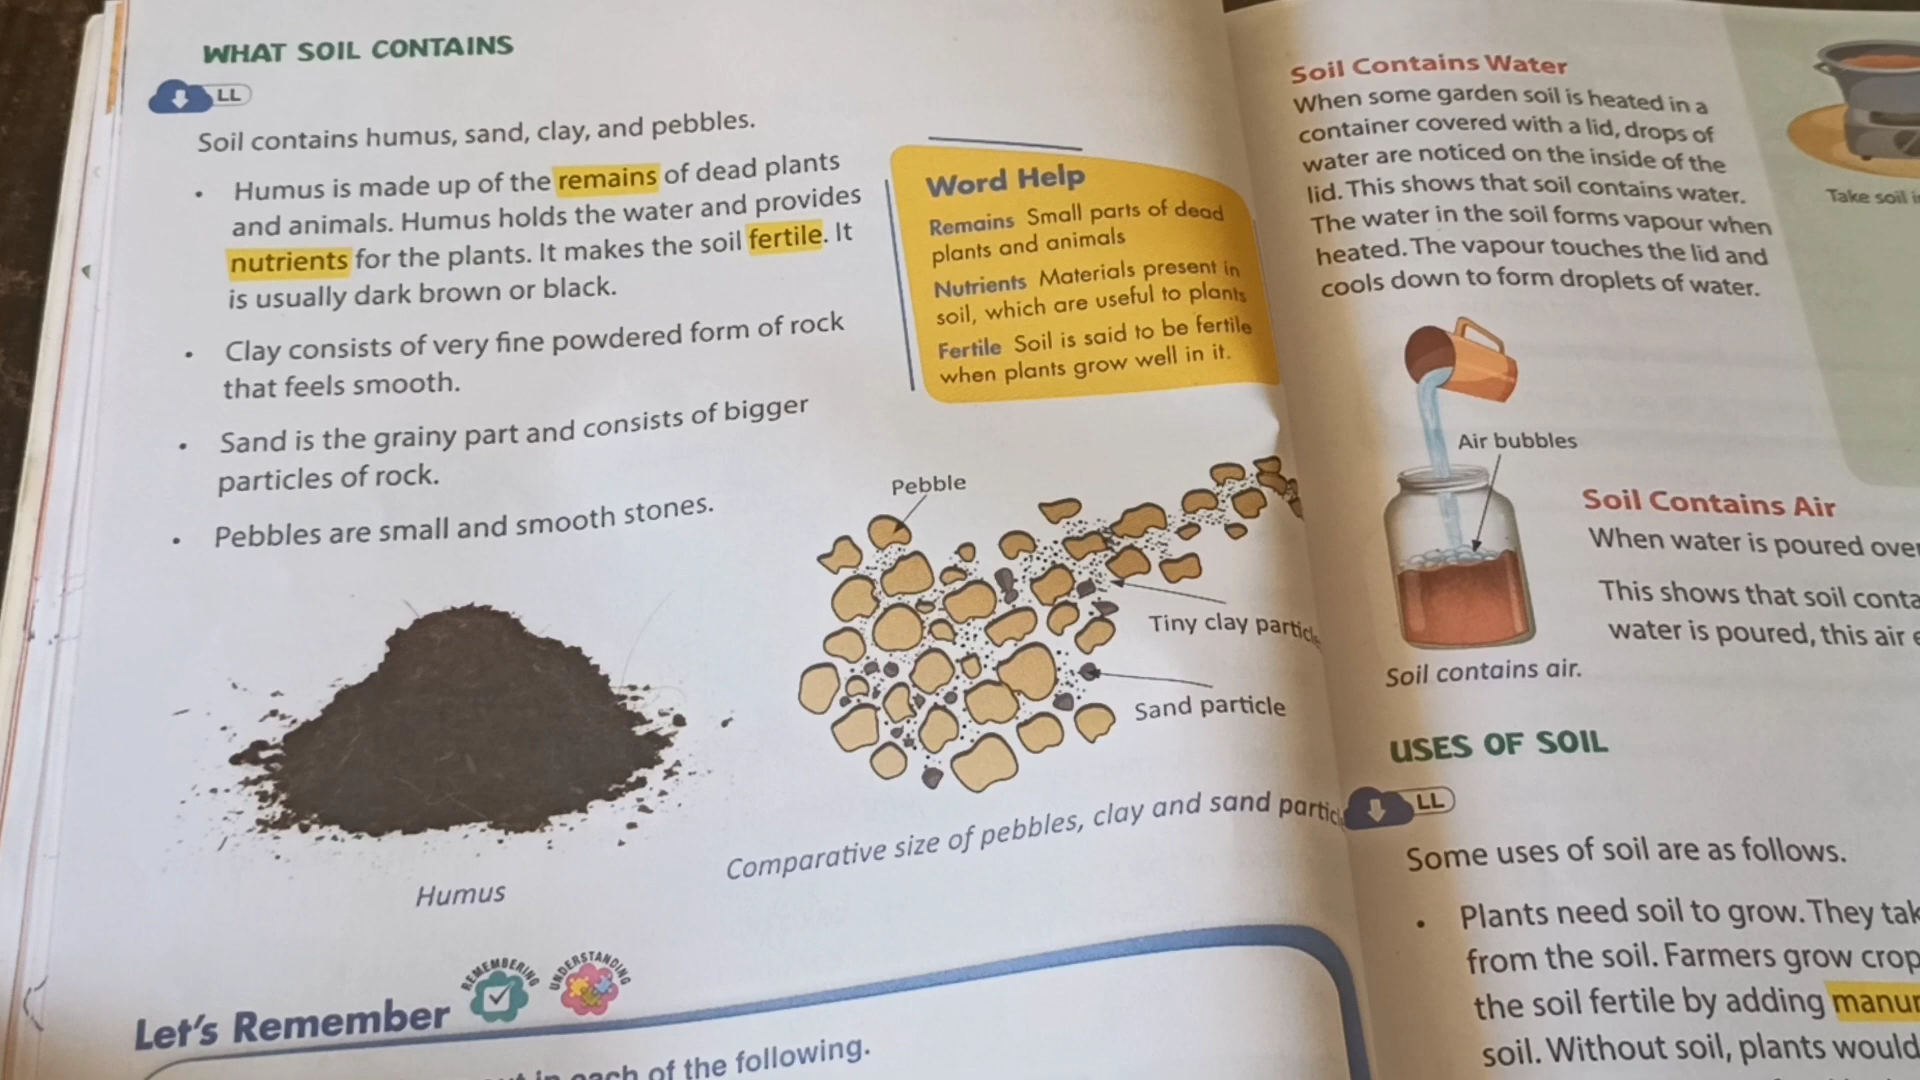 WHAT SOIL CONTAINS
LL
Soil contains humus, sand, clay, and pebbles.
• Humus is made up of the remains of dead plants
and animals. Humus holds the water and provides
nutrients for the plants. It makes the soil fertile. It
is usually dark brown or black.
• Clay consists of very fine powdered form of rock
that feels smooth.
• Sand is the grainy part and consists of bigger
particles of rock.
• Pebbles are small and smooth stones.
Word Help
Remains Small parts of dead
plants and animals
Nutrients Materials present in
soil, which are useful to plants
Fertile Soil is said to be fertile
when plants grow well in it.
Pebble
Tiny clay
Sand particle
Humus
Comparative size of pebbles, clay and sand
Let's Remember
REMEMBERING
UNDERSTANDING
in each of the following.
Soil Contains Water
When some garden soil is heated in a
container covered with a lid, drops of
water are noticed on the inside of the
lid. This shows that soil contains water.
The water in the soil forms vapour when
heated. The vapour touches the lid and
cools down to form droplets of water.
Take soil
Air bubbles
Soil contains air.
Soil Contains Air
When water is poured
This shows that soil
water is poured, this air
USES OF SOIL
LL
Some uses of soil are as follows.
• Plants need soil to grow. They
from the soil. Farmers grow
the soil fertile by adding
soil. Without soil, plants would